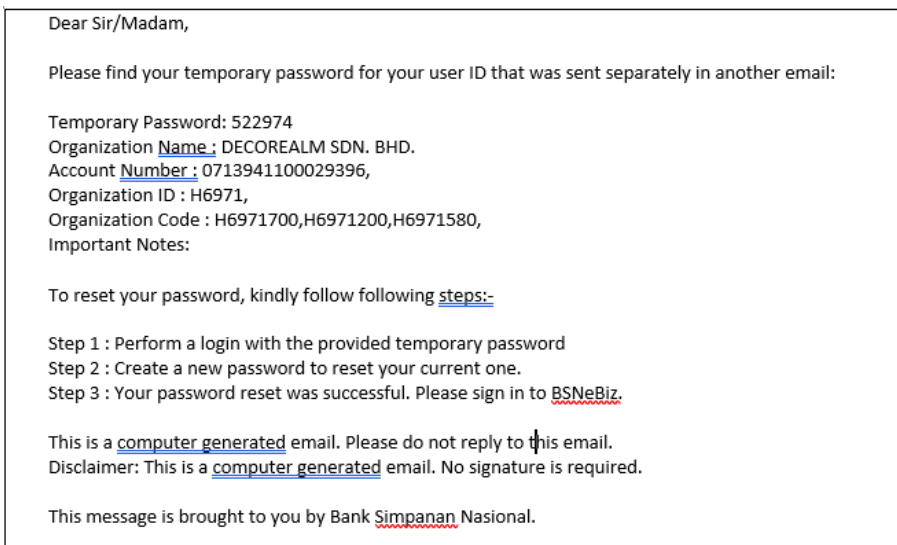 Dear Sir/Madam,
Please find your temporary password for your user ID that was sent separately in another email:
Temporary Password: 522974
Organization Name : DECOREALM SDN. BHD.
Account Number : 0713941100029396,
Organization ID : H6971,
Organization Code : H6971700,H6971200,H6971580,
Important Notes:
To reset your password, kindly follow following steps:-
Step 1 : Perform a login with the provided temporary password
Step 2 : Create a new password to reset your current one.
Step 3 : Your password reset was successful. Please sign in to BSNeBiz.
This is a computer generated email. Please do not reply to this email.
Disclaimer: This is a computer generated email. No signature is required.
This message is brought to you by Bank Simpanan Nasional.